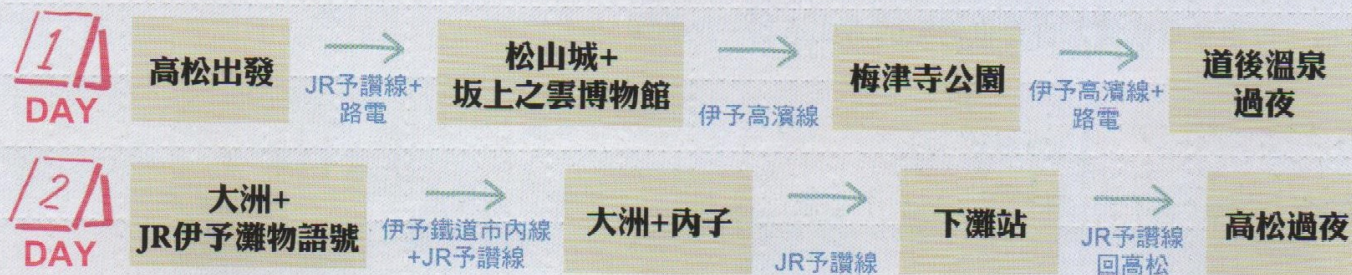 1
DAY
高松出發
JR予讚線+
路電
松山城+
坂上之雲博物館
伊予高濱線
梅津寺公園
伊予高濱線+
路電
道後溫泉
過夜
2
DAY
大洲+
JR伊予灘物語號
伊予鐵道市內線
+JR予讚線
大洲+內子
JR予讚線
下灘站
JR予讚線
回高松
高松過夜